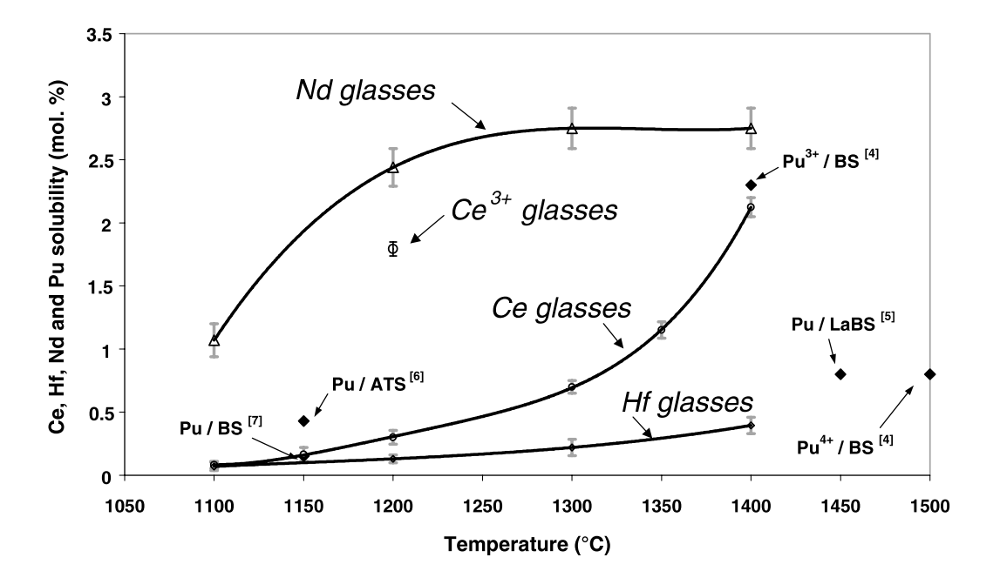 Ce, Hf, Nd and Pu solubility (mol. %)
3.5
3
2.5
2
1.5
1
0.5
0
Nd glasses
Pu3+ / BS [4]
Ce 3+ glasses
Ce glasses
Pu / LaBS [5]
Pu / ATS [6]
Hf glasses
Pu / BS [7]
Pu4+ / BS [4]
1050 1100 1150 1200 1250 1300 1350 1400 1450 1500
Temperature (°C)